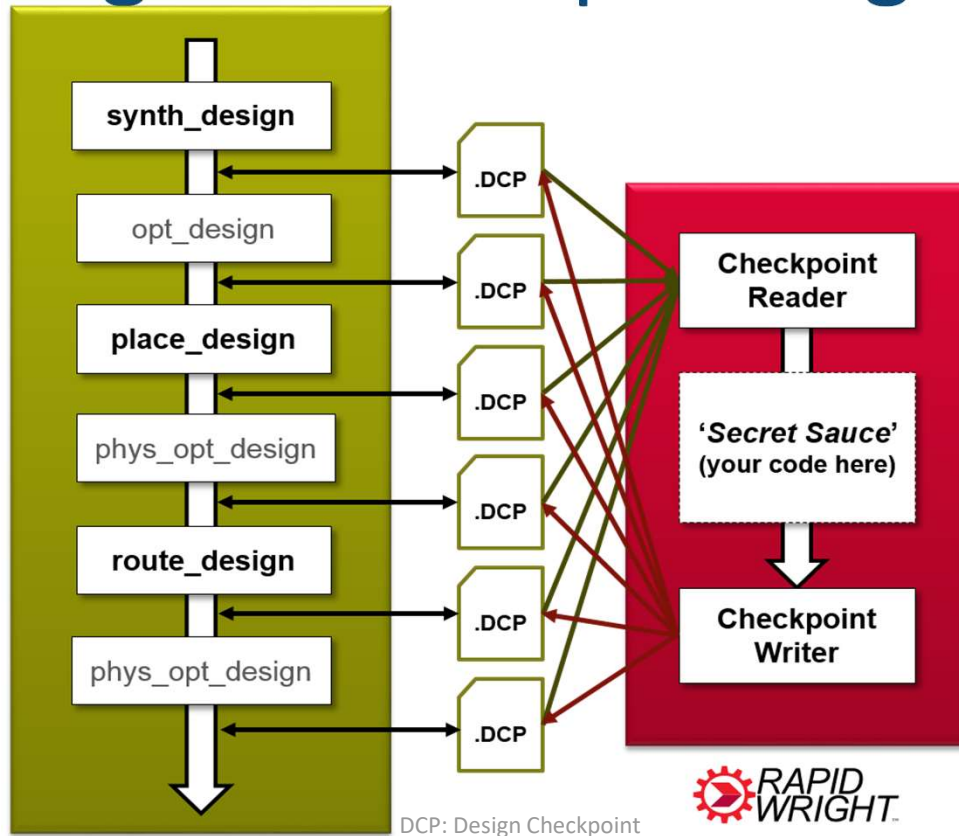 synth_design
opt_design
place_design
phys_opt_design
route_design
phys_opt_design
.DCP
.DCP
.DCP
.DCP
.DCP
.DCP
Checkpoint
Reader
‘Secret Sauce’
(your code here)
Checkpoint
Writer
RAPID
WRIGHT™
DCP: Design Checkpoint